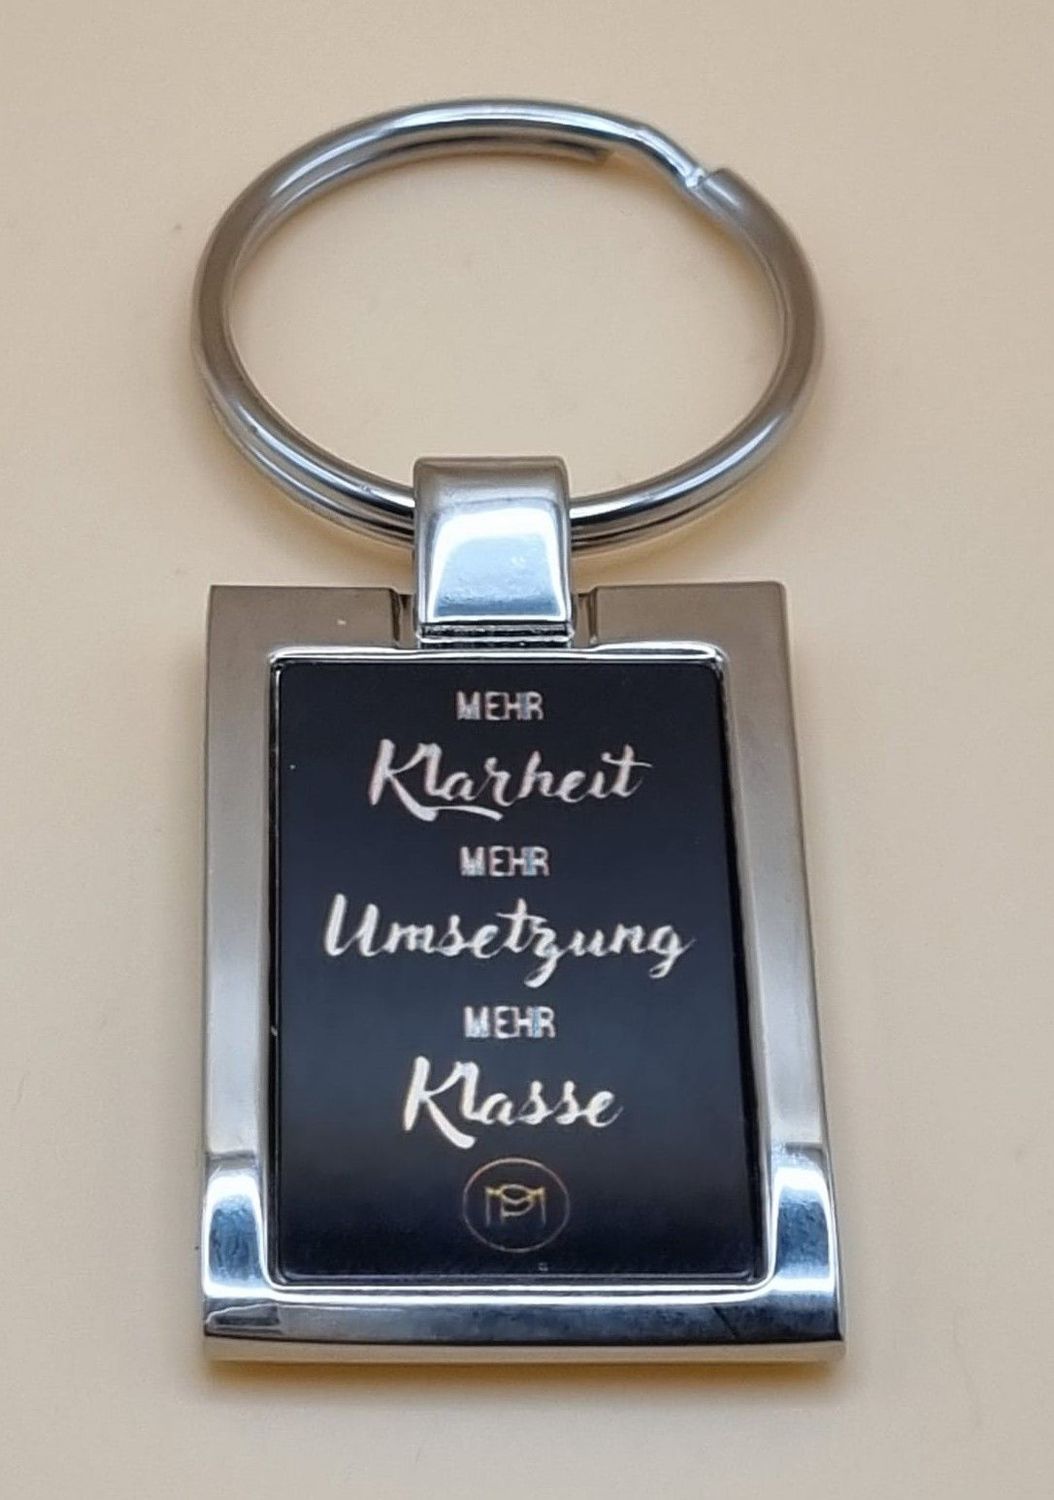 MEHR
Klarheit
MEHR
Umsetzung
MEHR
Klasse